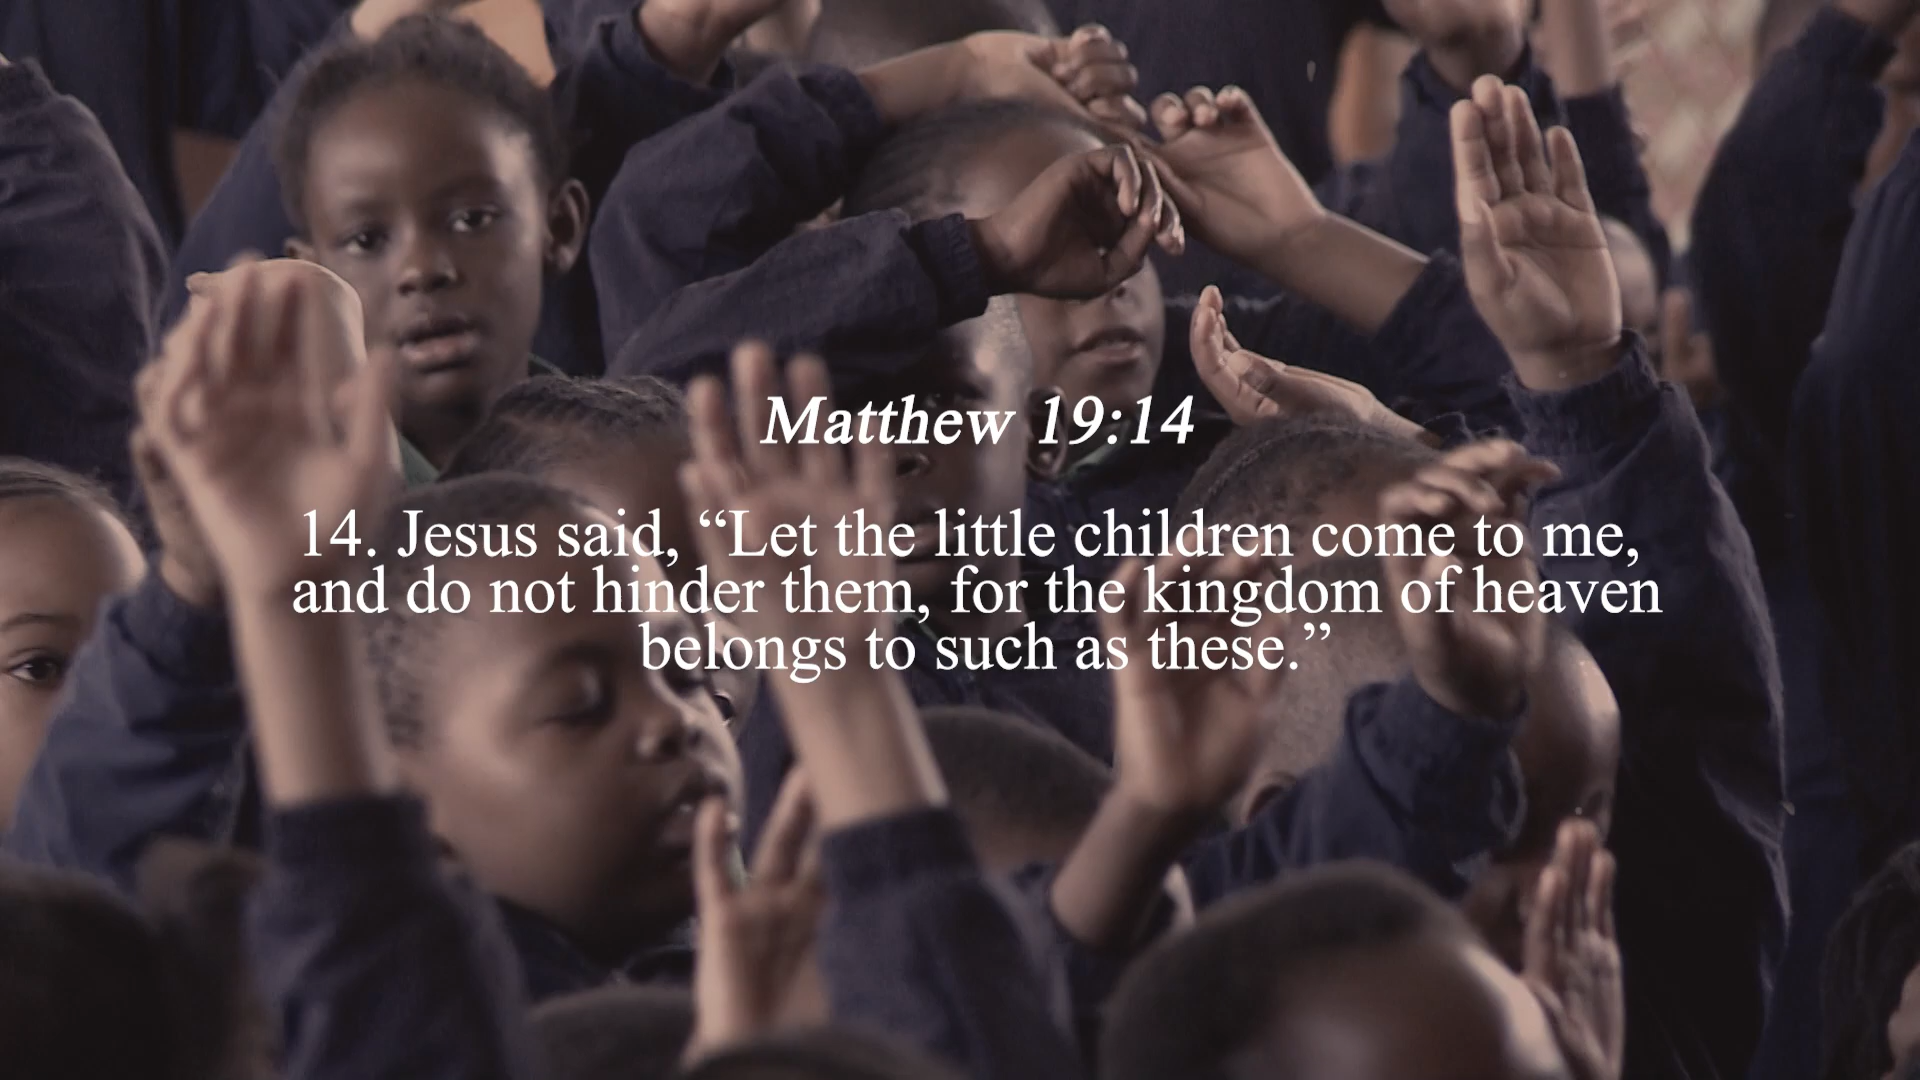 Matthew 19:14
14. Jesus said, “Let the little children come to me,
and do not hinder them, for the kingdom of heaven
belongs to such as these.”